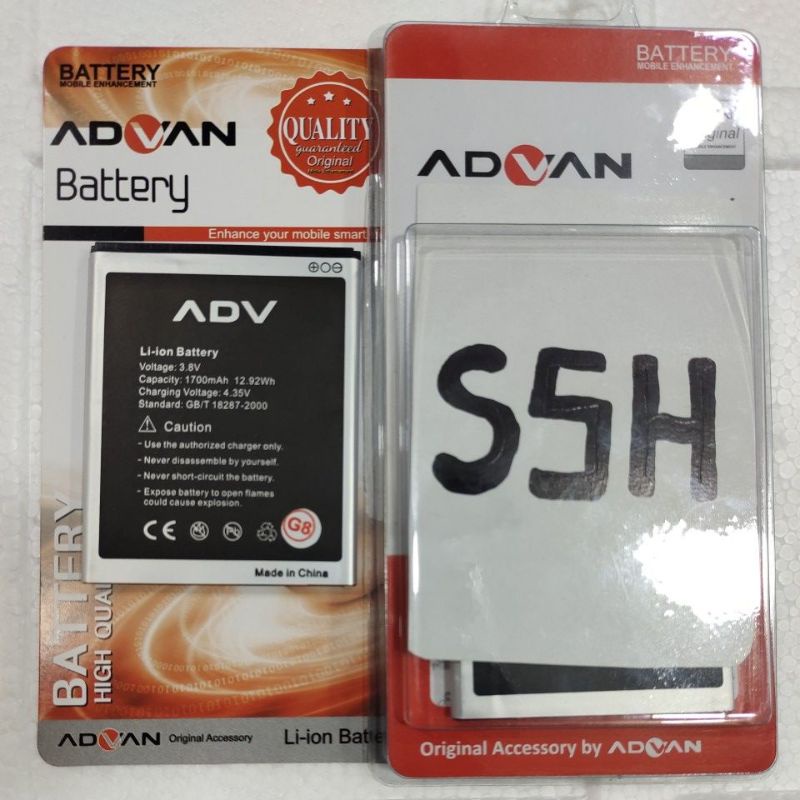 BATTERY
MOBILE ENHANCEMENT
ADVAN
Battery
QUALITY
guaranteed
Original
Enhance your mobile smart
ADV
Li-ion Battery
Voltage: 3.8V
Capacity: 1700mAh 12.92Wh
Charging Voltage: 4.35V
Standard: GB/T 18287-2000
Caution
- Use the authorized charger only.
- Never disassemble by yourself.
- Never short-circuit the battery.
- Expose battery to open flames
could cause explosion.
CE
Pb
G8
Made in China
BATTERY
HIGH QUAL
ADVAN Original Accessory Li-ion Batte
BATTERY
MOBILE ENHANCEMENT
ADVAN
S5H
Original Accessory by ADVAN